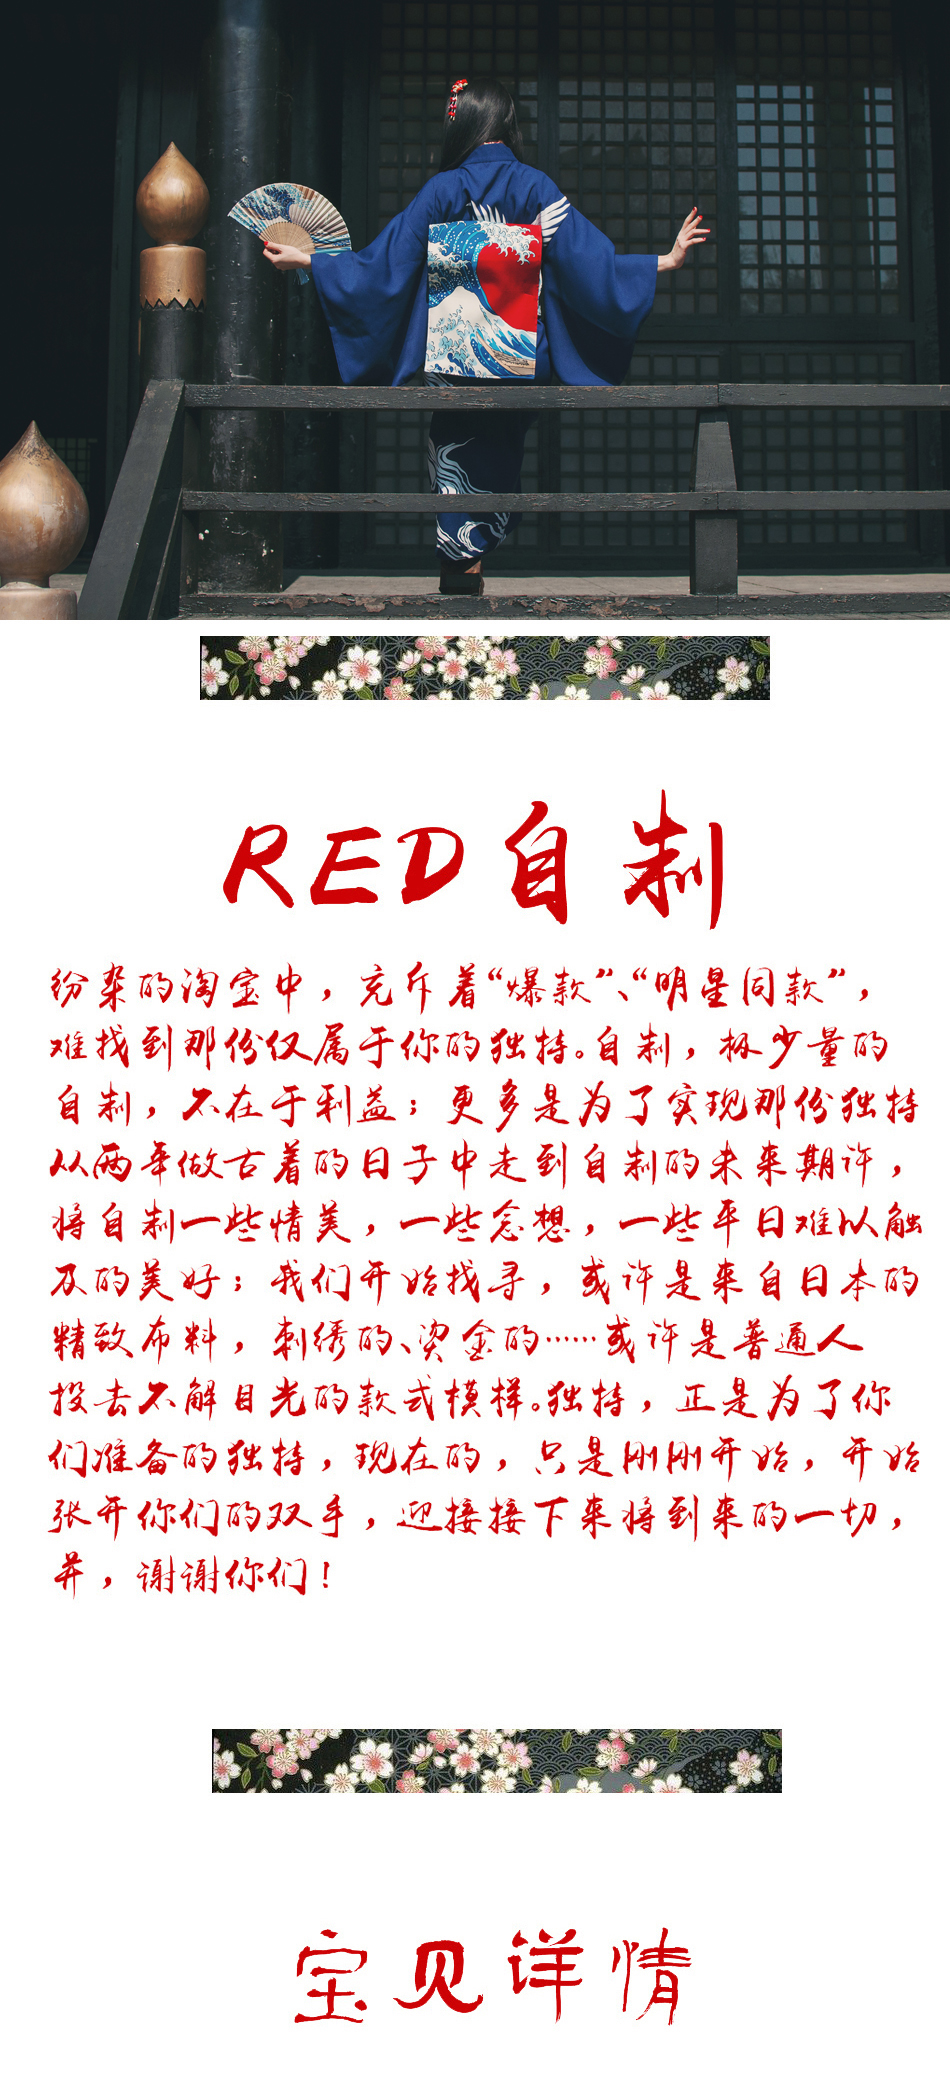 RED自制
纷杂的淘宝中，充斥着“爆款”、“明星同款”，
难找到那份仅属于你的独特。自制，极少量的
自制，不在于利益；更多是为了实现那份独特
从两年做古着的日子中走到自制的未来期许，
将自制一些情美，一些念想，一些平日难以触
及的美好；我们开始找寻，或许是来自日本的
精致布料，刺绣的、烫金的……或许是普通人
投去不解目光的款式模样。独特，正是为了你
们准备的独特，现在的，只是刚刚开始，开始
张开你们的双手，迎接接下来将到来的一切，
并，谢谢你们！
宝贝详情